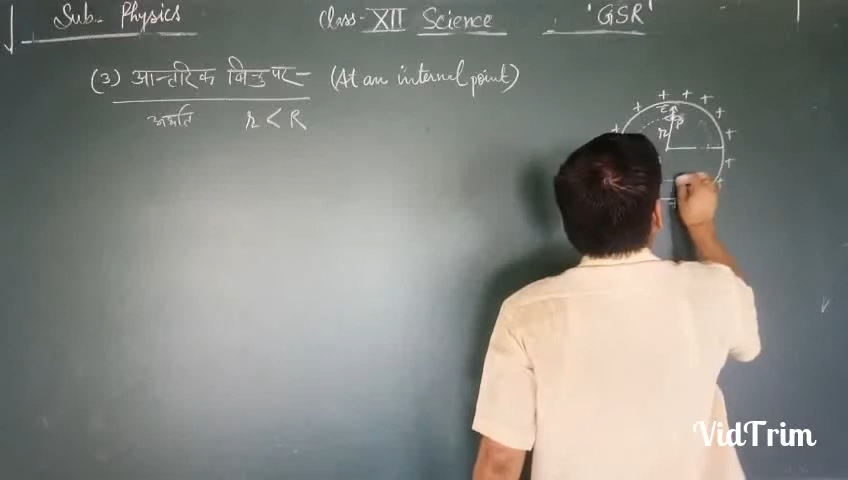 Sub- Physics Class- XII Science 'GSR'
(3) आन्तरिक बिन्दु पर- (At an internal point)
अर्थात r < R
+ + + + + + + + +
E
P
r
VidTrim